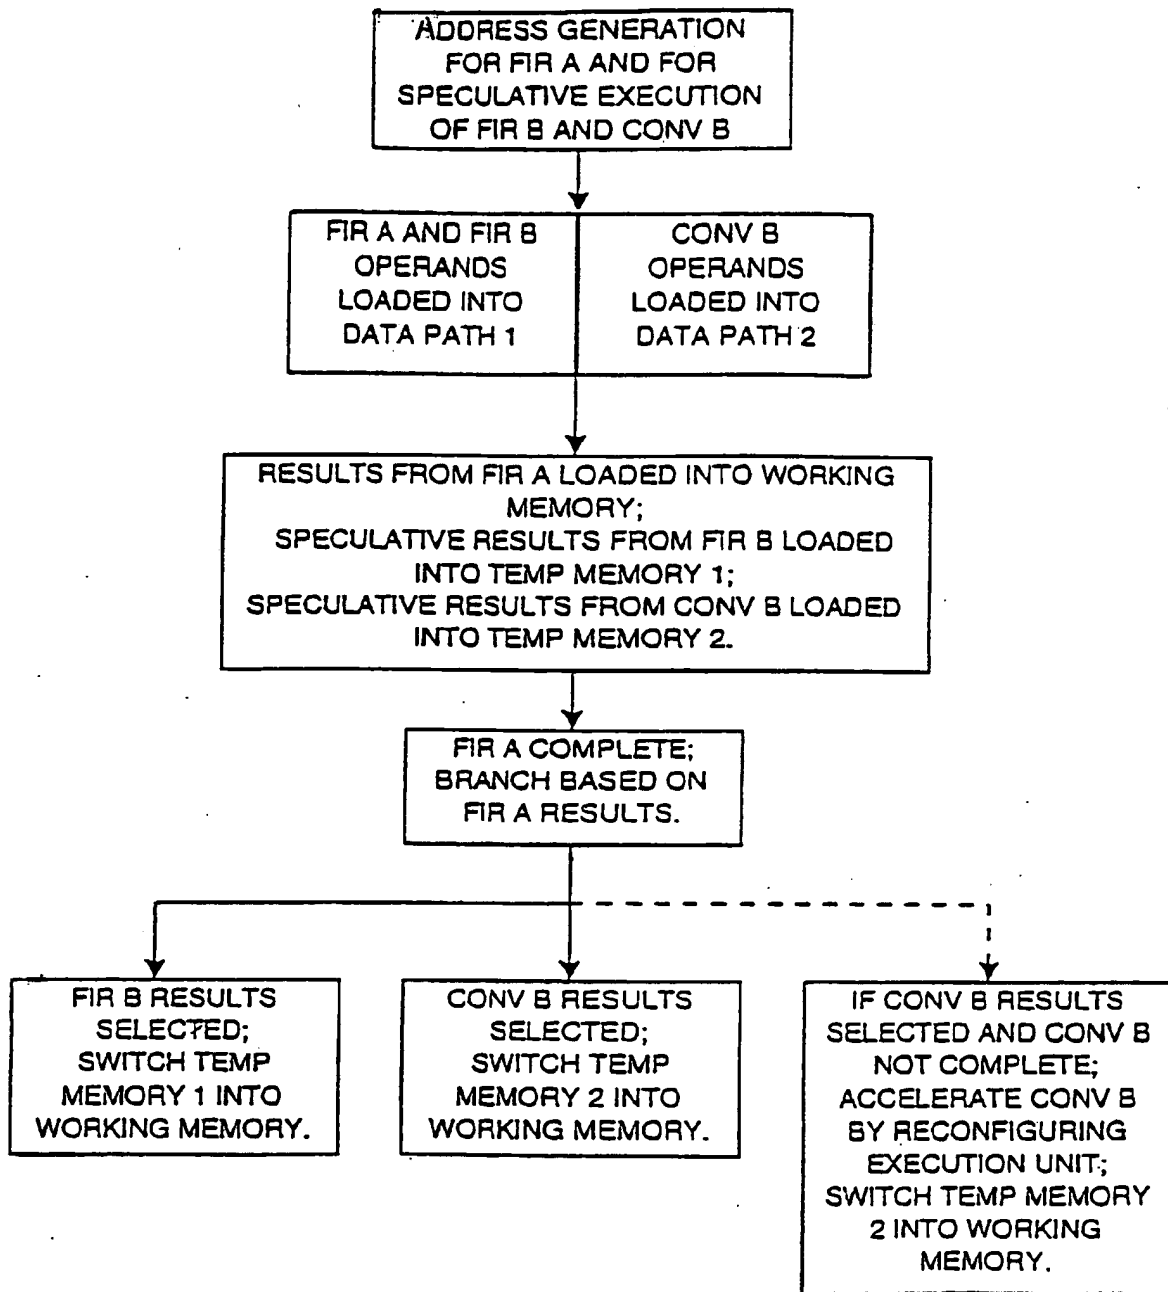 ADDRESS GENERATION
FOR FIR A AND FOR
SPECULATIVE EXECUTION
OF FIR B AND CONV B
FIR A AND FIR B
OPERANDS
LOADED INTO
DATA PATH 1
CONV B
OPERANDS
LOADED INTO
DATA PATH 2
RESULTS FROM FIR A LOADED INTO WORKING
MEMORY;
SPECULATIVE RESULTS FROM FIR B LOADED
INTO TEMP MEMORY 1;
SPECULATIVE RESULTS FROM CONV B LOADED
INTO TEMP MEMORY 2.
FIR A COMPLETE;
BRANCH BASED ON
FIR A RESULTS.
FIR B RESULTS
SELECTED;
SWITCH TEMP
MEMORY 1 INTO
WORKING MEMORY.
CONV B RESULTS
SELECTED;
SWITCH TEMP
MEMORY 2 INTO
WORKING MEMORY.
IF CONV B RESULTS
SELECTED AND CONV B
NOT COMPLETE;
ACCELERATE CONV B
BY RECONFIGURING
EXECUTION UNIT;
SWITCH TEMP MEMORY
2 INTO WORKING
MEMORY.